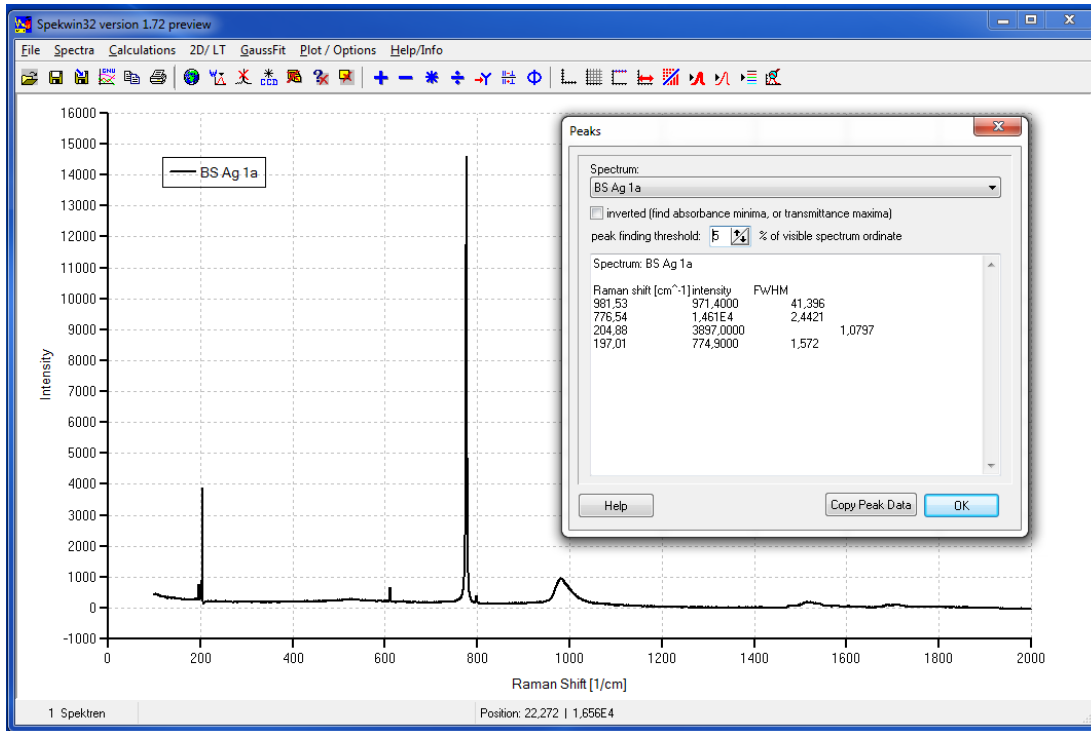 Spekwin32 version 1.72 preview
File Spectra Calculations 2D/ LT GaussFit Plot / Options Help/Info
16000
15000
14000
13000
12000
11000
10000
9000
8000
7000
6000
5000
4000
3000
2000
1000
0
-1000
Intensity
BS Ag 1a
0 200 400 600 800 1000 1200 1400 1600 1800 2000
Raman Shift [1/cm]
Peaks
Spectrum:
BS Ag 1a
inverted (find absorbance minima, or transmittance maxima)
peak finding threshold: 5 % of visible spectrum ordinate
Spectrum: BS Ag 1a
Raman shift [cm^-1] intensity FWHM
981,53 971,4000 41,396
776,54 1,461E4 2,4421
204,88 3897,0000 1,0797
197,01 774,9000 1,572
Help Copy Peak Data OK
1 Spektren Position: 22,272 | 1,656E4